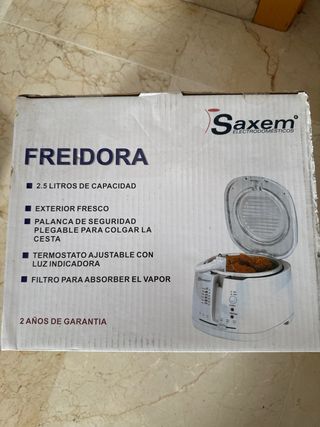 Saxem
ELECTRODOMÉSTICOS
FREIDORA
2.5 LITROS DE CAPACIDAD
EXTERIOR FRESCO
PALANCA DE SEGURIDAD
PLEGABLE PARA COLGAR LA
CESTA
TERMOSTATO AJUSTABLE CON
LUZ INDICADORA
FILTRO PARA ABSORBER EL VAPOR
2 AÑOS DE GARANTIA